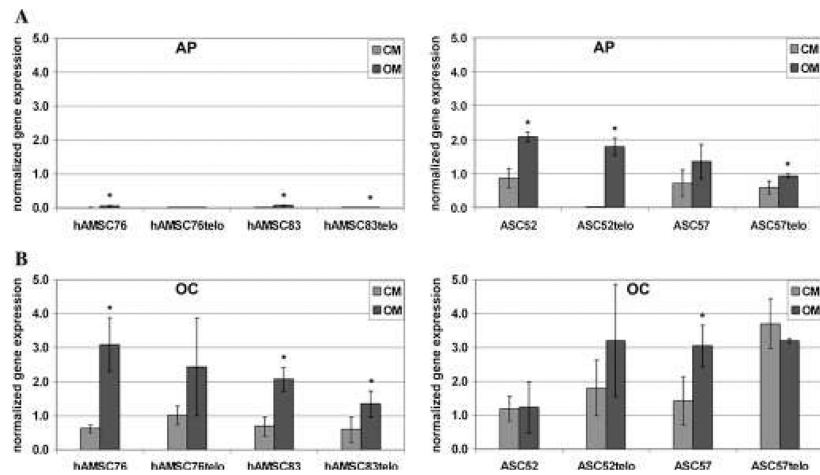 A
AP
CM
OM
normalized gene expression
5.0
4.0
3.0
2.0
1.0
0.0
*
*
*
hAMSC76
hAMSC76telo
hAMSC83
hAMSC83telo
AP
CM
OM
normalized gene expression
5.0
4.0
3.0
2.0
1.0
0.0
*
*
*
ASC52
ASC52telo
ASC57
ASC57telo
B
OC
CM
OM
normalized gene expression
5.0
4.0
3.0
2.0
1.0
0.0
*
*
*
hAMSC76
hAMSC76telo
hAMSC83
hAMSC83telo
OC
CM
OM
normalized gene expression
5.0
4.0
3.0
2.0
1.0
0.0
*
ASC52
ASC52telo
ASC57
ASC57telo